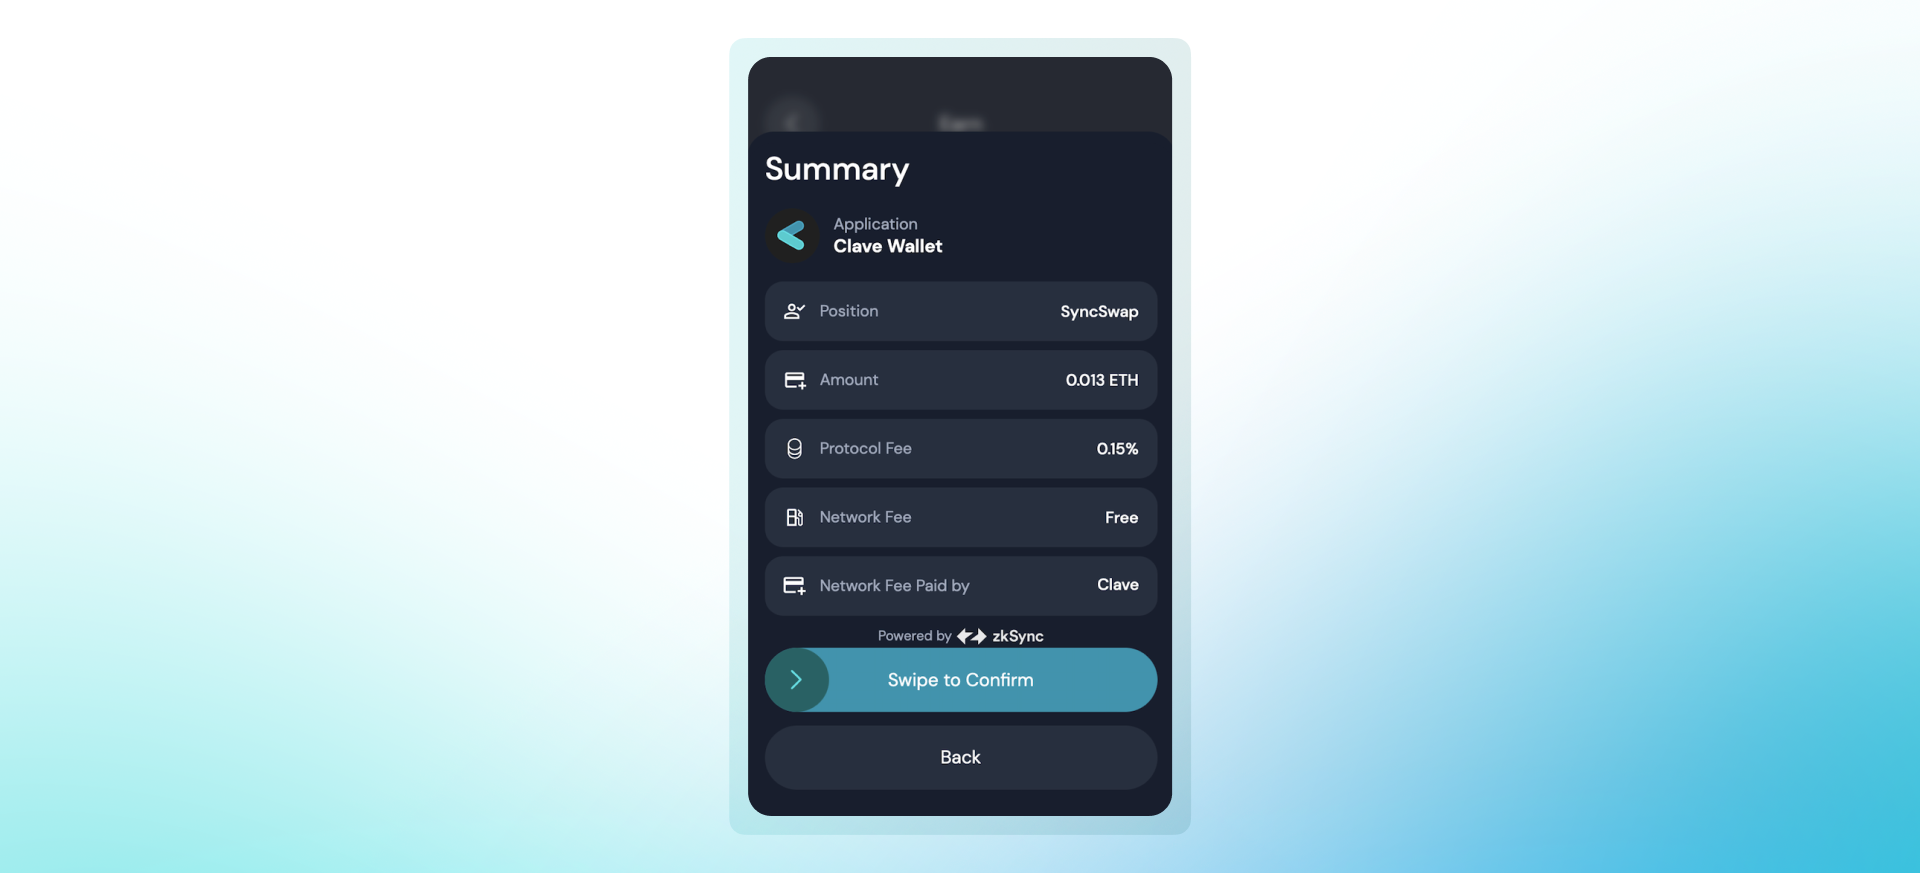 Earn
Summary
Application
Clave Wallet
Position SyncSwap
Amount 0.013 ETH
Protocol Fee 0.15%
Network Fee Free
Network Fee Paid by Clave
Powered by zkSync
Swipe to Confirm
Back